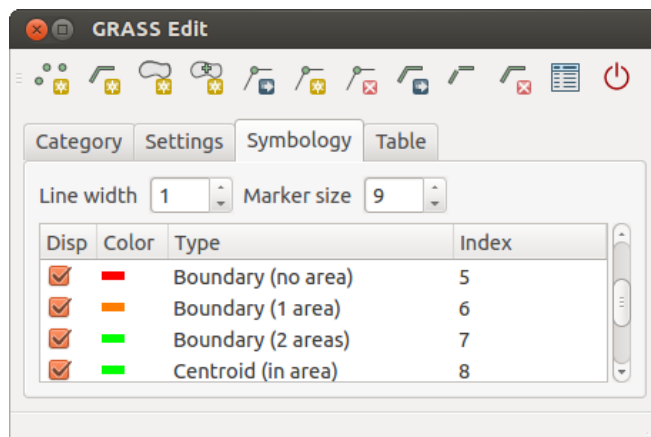 GRASS Edit
Category Settings Symbology Table
Line width 1 Marker size 9
Disp Color Type Index
Boundary (no area) 5
Boundary (1 area) 6
Boundary (2 areas) 7
Centroid (in area) 8